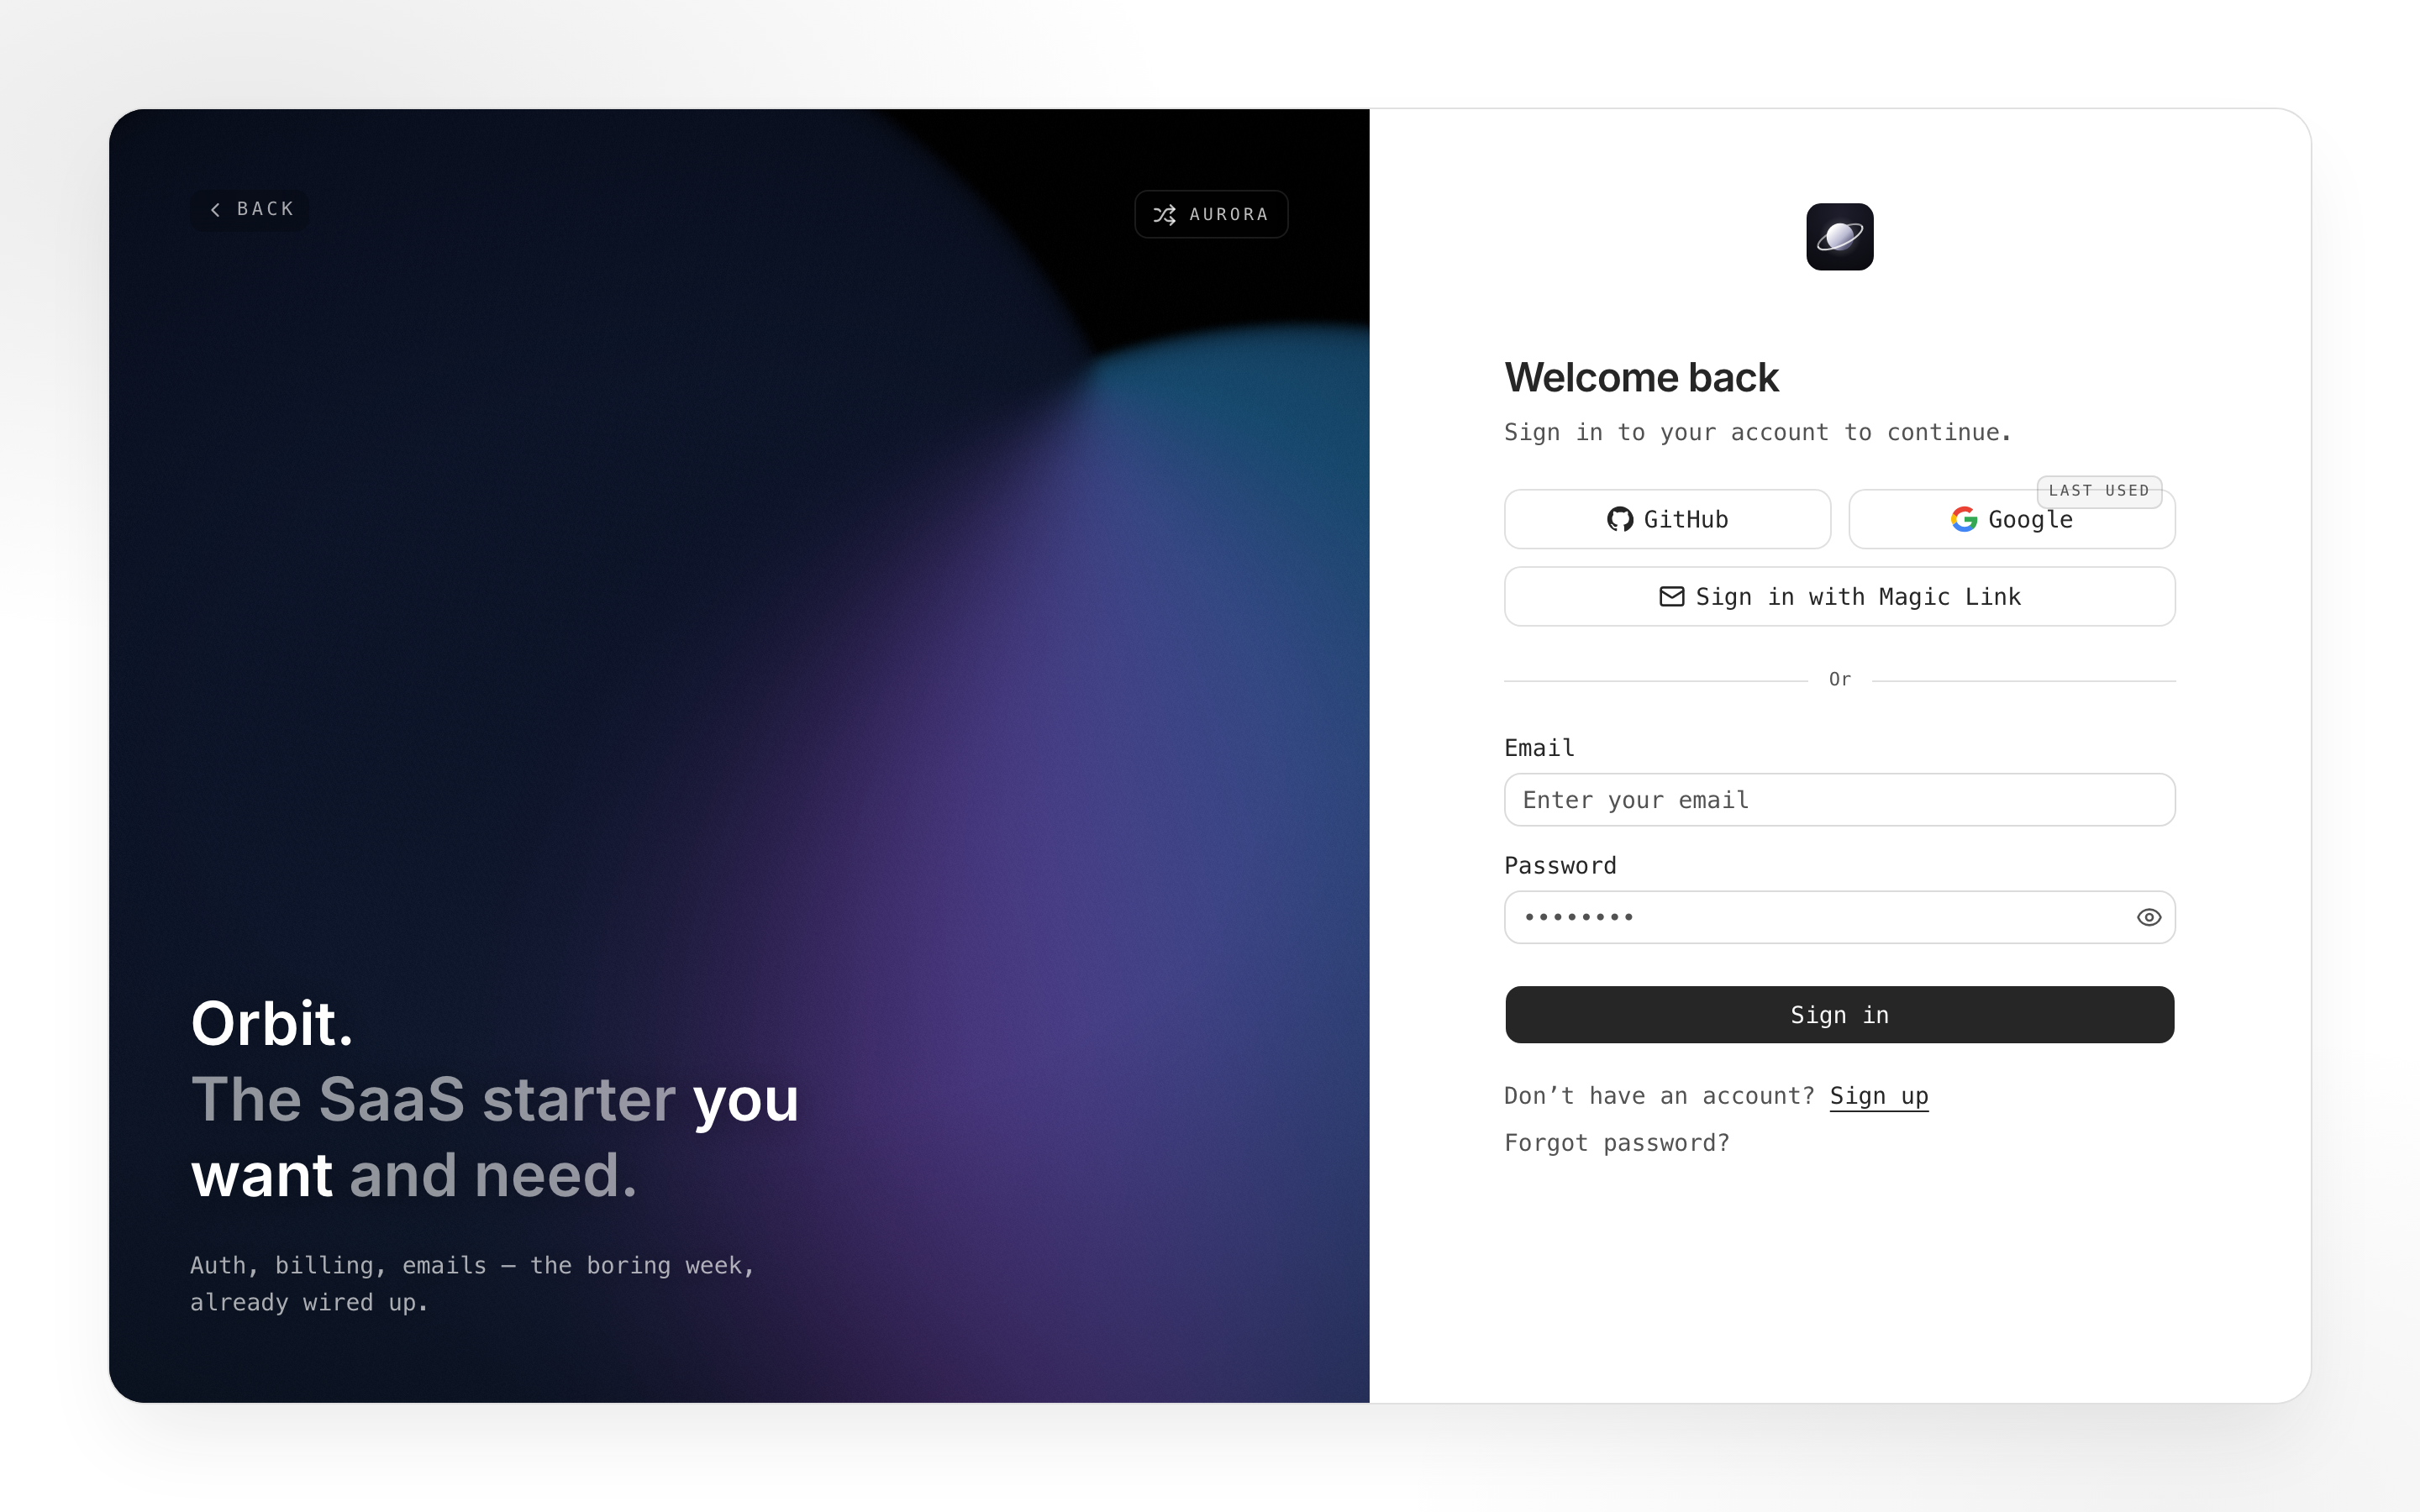 BACK
AURORA
Orbit.
The SaaS starter you
want and need.
Auth, billing, emails — the boring week,
already wired up.
Welcome back
Sign in to your account to continue.
LAST USED
GitHub
Google
Sign in with Magic Link
Or
Email
Enter your email
Password
••••••••
Sign in
Don’t have an account? Sign up
Forgot password?